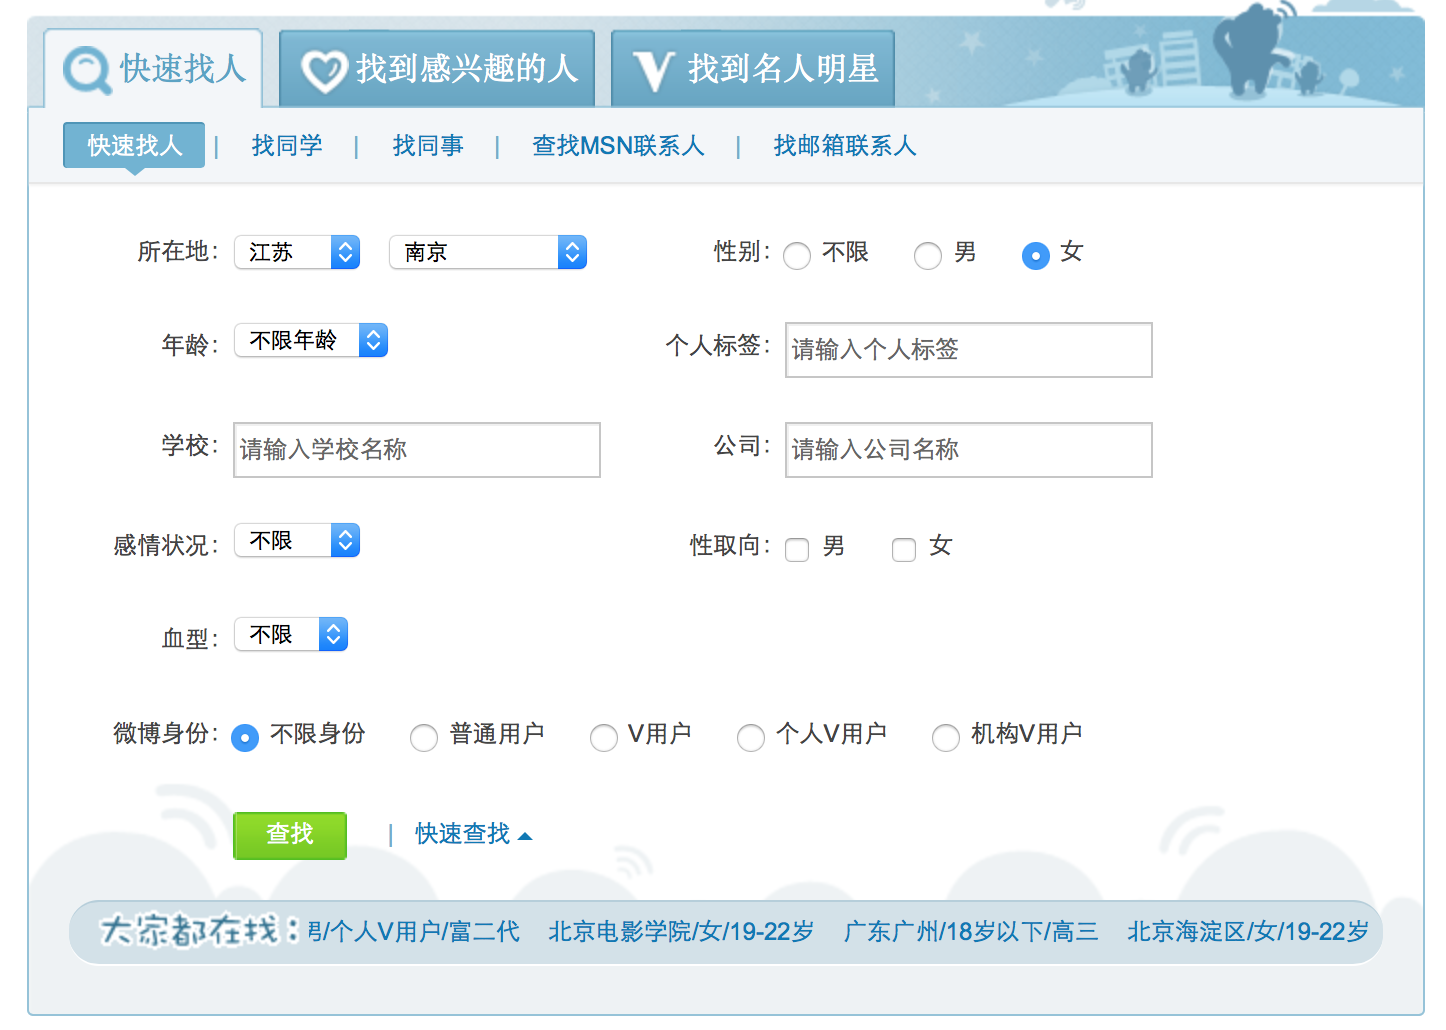 快速找人 找到感兴趣的人 V 找到名人明星
快速找人 | 找同学 | 找同事 | 查找MSN联系人 | 找邮箱联系人
所在地: 江苏 南京 性别: 不限 男 女
年龄: 不限年龄 个人标签: 请输入个人标签
学校: 请输入学校名称 公司: 请输入公司名称
感情状况: 不限 性取向: 男 女
血型: 不限
微博身份: 不限身份 普通用户 V用户 个人V用户 机构V用户
查找 | 快速查找
大家都在找: 男/个人V用户/富二代 北京电影学院/女/19-22岁 广东广州/18岁以下/高三 北京海淀区/女/19-22岁